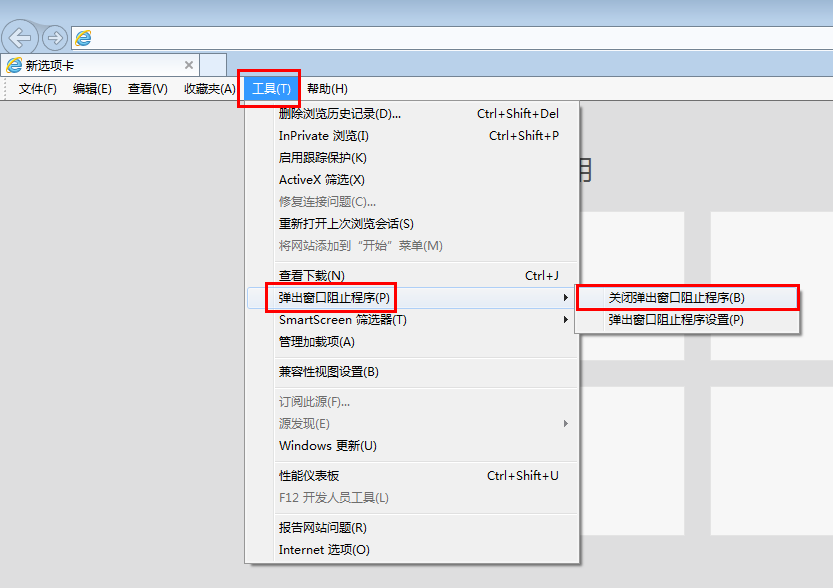 新选项卡
文件(F) 编辑(E) 查看(V) 收藏夹(A) 工具(T) 帮助(H)
删除浏览历史记录(D)... Ctrl+Shift+Del
InPrivate 浏览(I) Ctrl+Shift+P
启用跟踪保护(K)
ActiveX 筛选(X)
修复连接问题(C)...
重新打开上次浏览会话(S)
将网站添加到“开始”菜单(M)
查看下载(N) Ctrl+J
弹出窗口阻止程序(P)
关闭弹出窗口阻止程序(B)
弹出窗口阻止程序设置(P)
SmartScreen 筛选器(T)
管理加载项(A)
兼容性视图设置(B)
订阅此源(F)...
源发现(E)
Windows 更新(U)
性能仪表板 Ctrl+Shift+U
F12 开发人员工具(L)
报告网站问题(R)
Internet 选项(O)